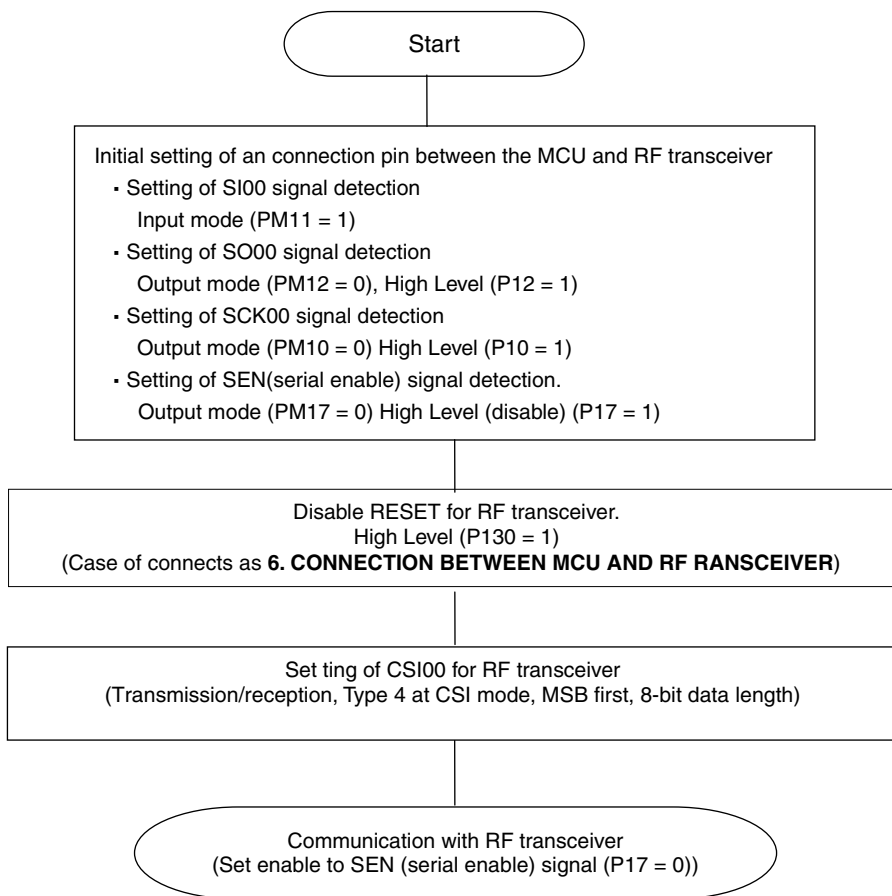 Start
Initial setting of an connection pin between the MCU and RF transceiver
· Setting of SI00 signal detection
Input mode (PM11 = 1)
· Setting of SO00 signal detection
Output mode (PM12 = 0), High Level (P12 = 1)
· Setting of SCK00 signal detection
Output mode (PM10 = 0) High Level (P10 = 1)
· Setting of SEN(serial enable) signal detection.
Output mode (PM17 = 0) High Level (disable) (P17 = 1)
Disable RESET for RF transceiver.
High Level (P130 = 1)
(Case of connects as 6. CONNECTION BETWEEN MCU AND RF RANSCEIVER)
Set ting of CSI00 for RF transceiver
(Transmission/reception, Type 4 at CSI mode, MSB first, 8-bit data length)
Communication with RF transceiver
(Set enable to SEN (serial enable) signal (P17 = 0))